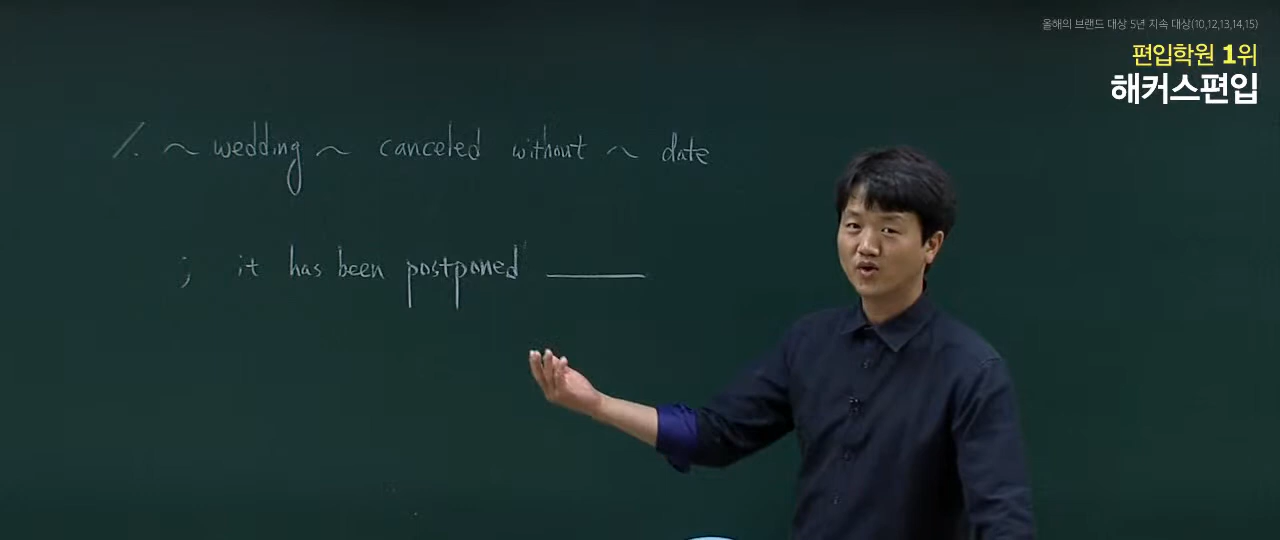 올해의 브랜드 대상 5년 지속 대상(10,12,13,14,15)
편입학원 1위
해커스편입
1. ~ wedding ~ canceled without ~ date
; it has been postponed ______